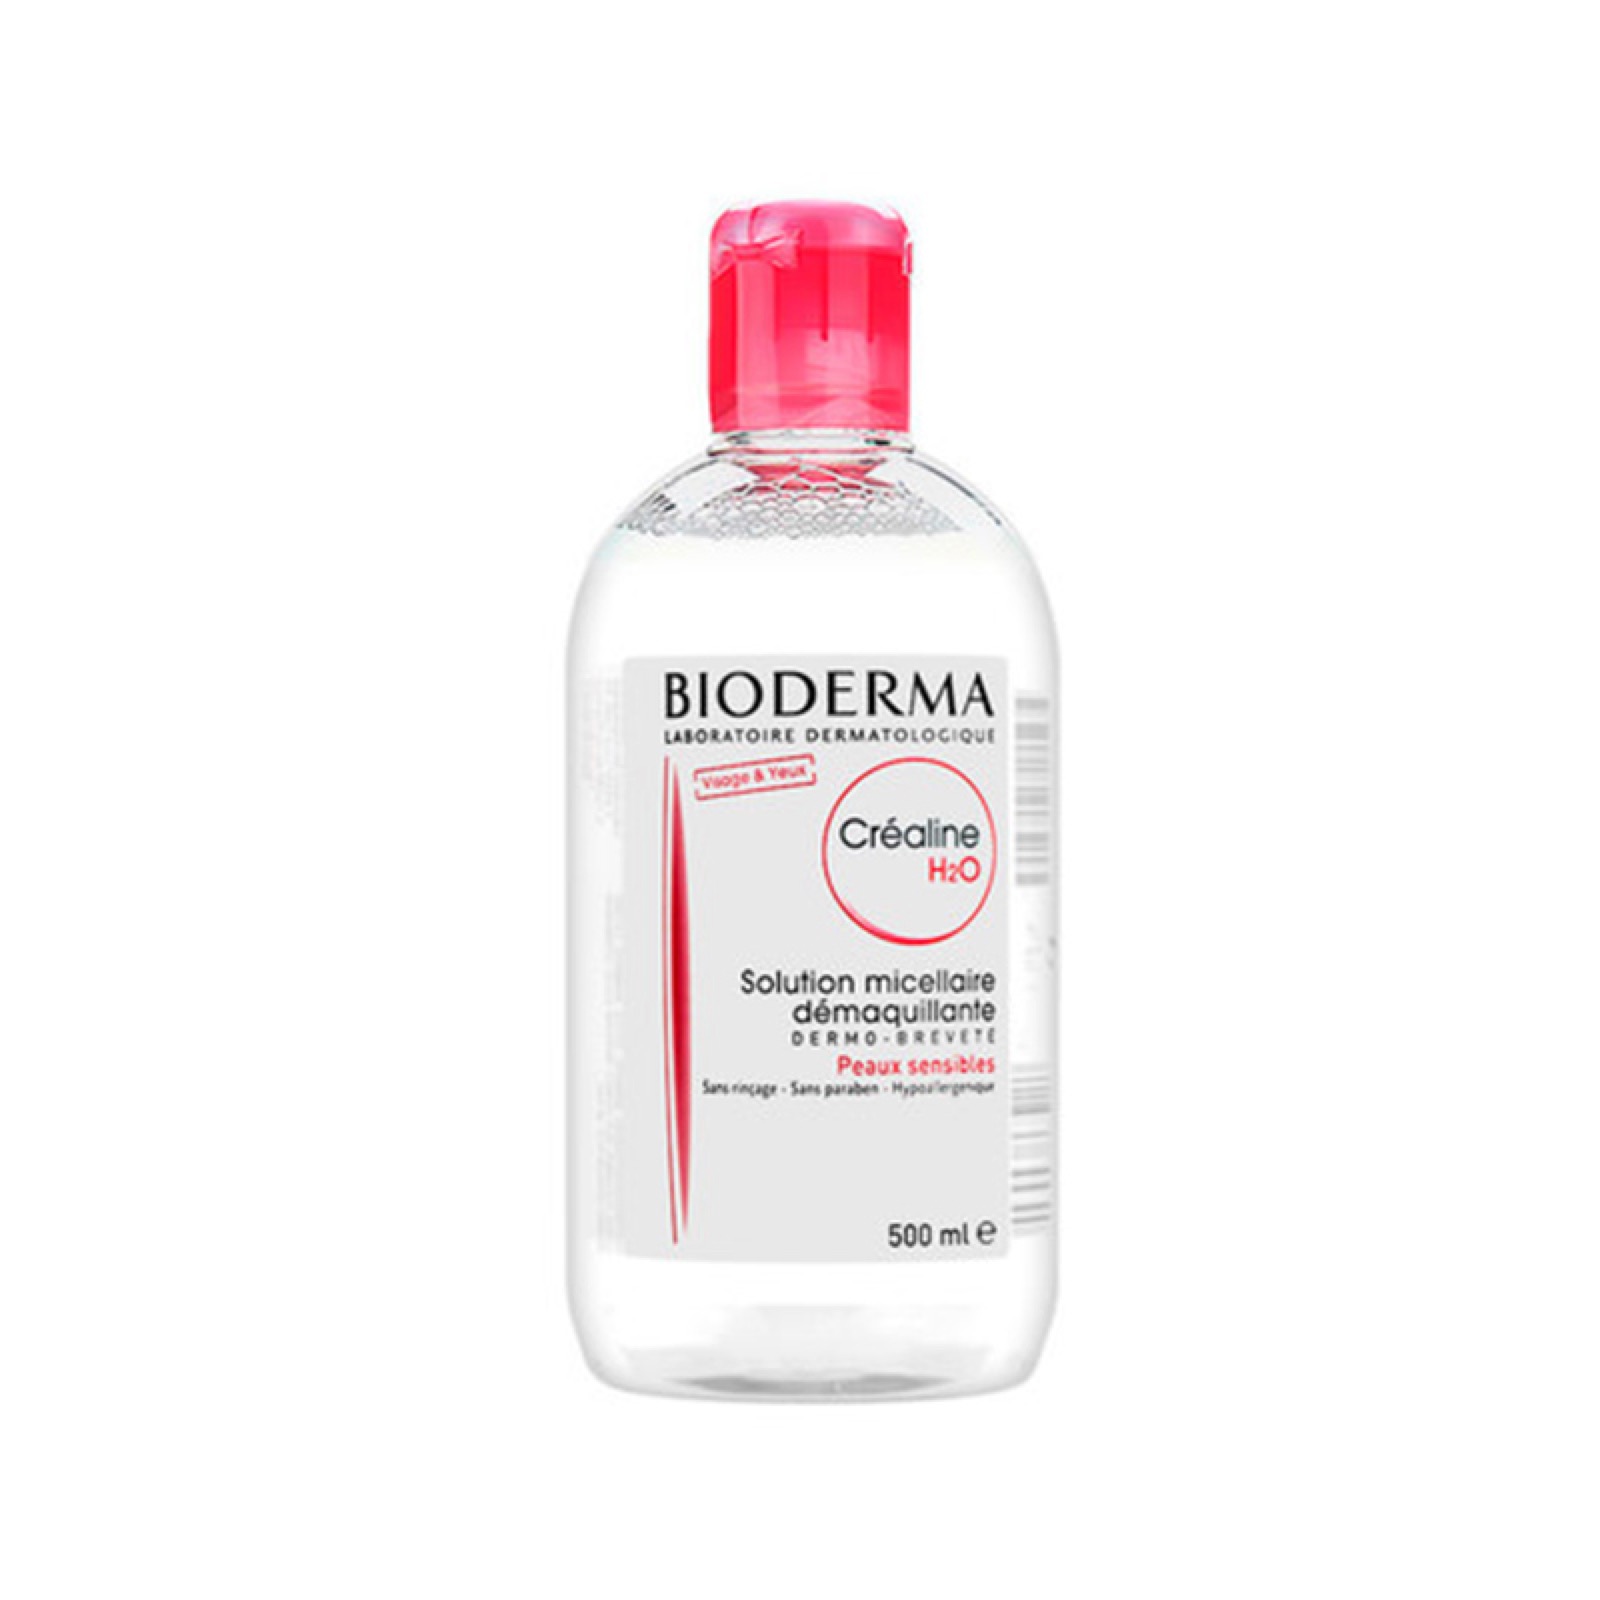 BIODERMA
LABORATOIRE DERMATOLOGIQUE
Visage & Yeux
Créaline
H2O
Solution micellaire
démaquillante
DERMO-BREVETÉ
Peaux sensibles
Sans rinçage - Sans paraben - Hypoallergenique
500 ml e